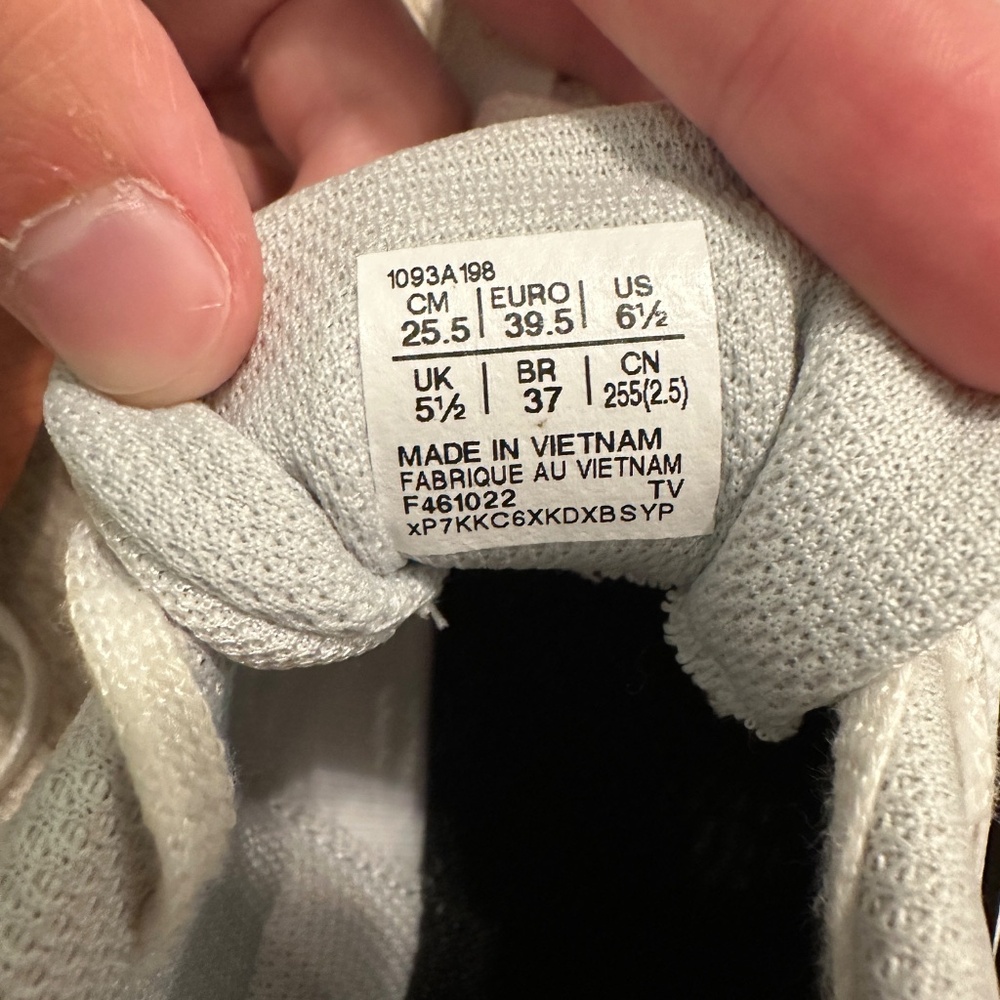 1093A198
CM | EURO | US
25.5 | 39.5 | 6½
UK | BR | CN
5½ | 37 | 255(2.5)
MADE IN VIETNAM
FABRIQUE AU VIETNAM
F461022 TV
xP7KKC6XKDXBSYP